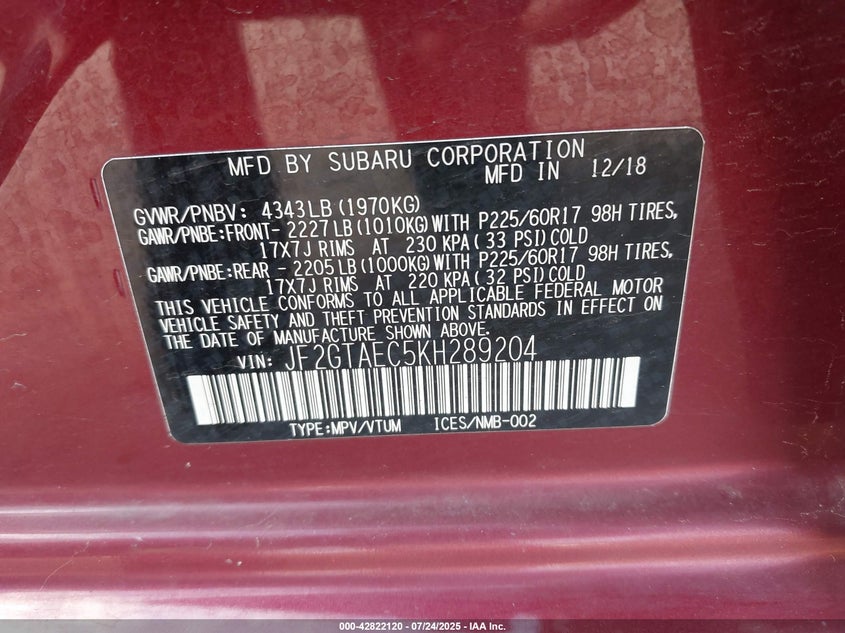 MFD BY SUBARU CORPORATION
MFD IN 12/18
GVWR/PNBV: 4343LB(1970KG)
GAWR/PNBE:FRONT- 2227LB(1010KG)WITH P225/60R17 98H TIRES,
17X7J RIMS AT 230 KPA(33 PSI)COLD
GAWR/PNBE:REAR - 2205LB(1000KG)WITH P225/60R17 98H TIRES,
17X7J RIMS AT 220 KPA(32 PSI)COLD
THIS VEHICLE CONFORMS TO ALL APPLICABLE FEDERAL MOTOR
VEHICLE SAFETY AND THEFT PREVENTION STANDARDS IN EFFECT ON
THE DATE OF MANUFACTURE SHOWN ABOVE.
VIN: JF2GTAEC5KH289204
TYPE:MPV/VTUM ICES/NMB-002
000-42822120 - 07/24/2025 - IAA Inc.